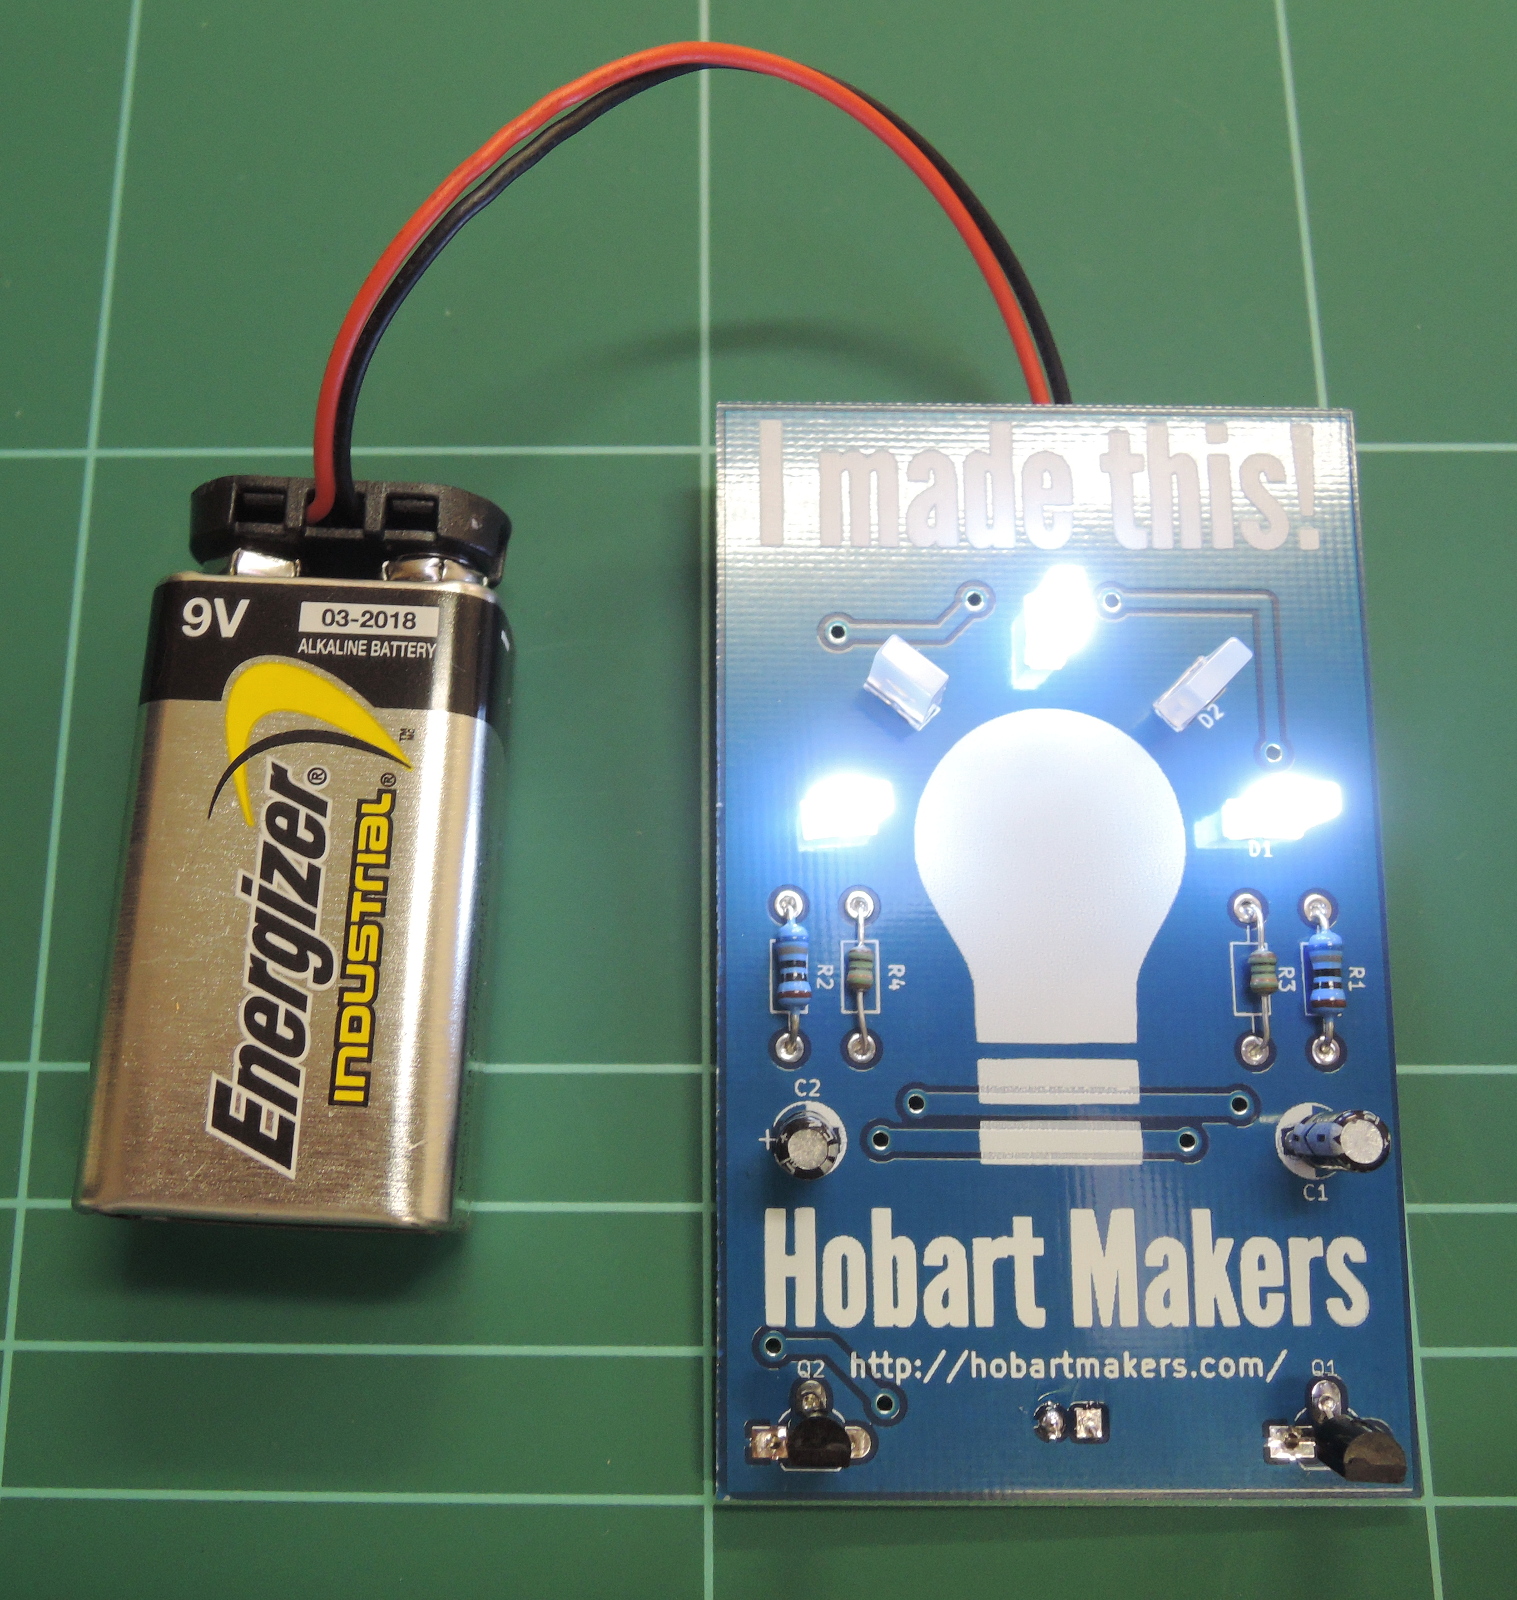 9V
03-2018
ALKALINE BATTERY
Energizer®
INDUSTRIAL®
I made this!
D2
D1
R2
R4
R3
R1
C2
+
C1
Hobart Makers
http://hobartmakers.com/
Q2
Q1